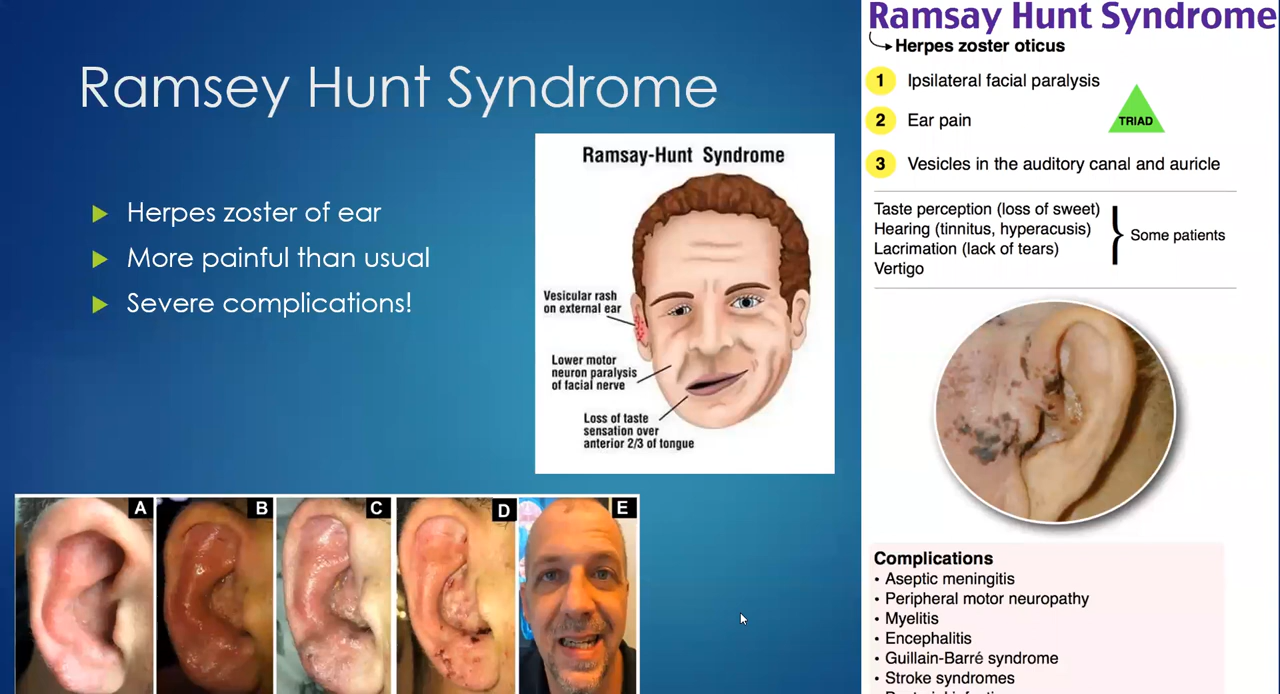 Ramsey Hunt Syndrome
▶ Herpes zoster of ear
▶ More painful than usual
▶ Severe complications!
Ramsay-Hunt Syndrome
Vesicular rash
on external ear
Lower motor
neuron paralysis
of facial nerve
Loss of taste
sensation over
anterior 2/3 of tongue
A
B
C
D
E
Ramsay Hunt Syndrome
Herpes zoster oticus
1 Ipsilateral facial paralysis
2 Ear pain
TRIAD
3 Vesicles in the auditory canal and auricle
Taste perception (loss of sweet)
Hearing (tinnitus, hyperacusis)
Lacrimation (lack of tears)
Vertigo
Some patients
Complications
• Aseptic meningitis
• Peripheral motor neuropathy
• Myelitis
• Encephalitis
• Guillain-Barré syndrome
• Stroke syndromes